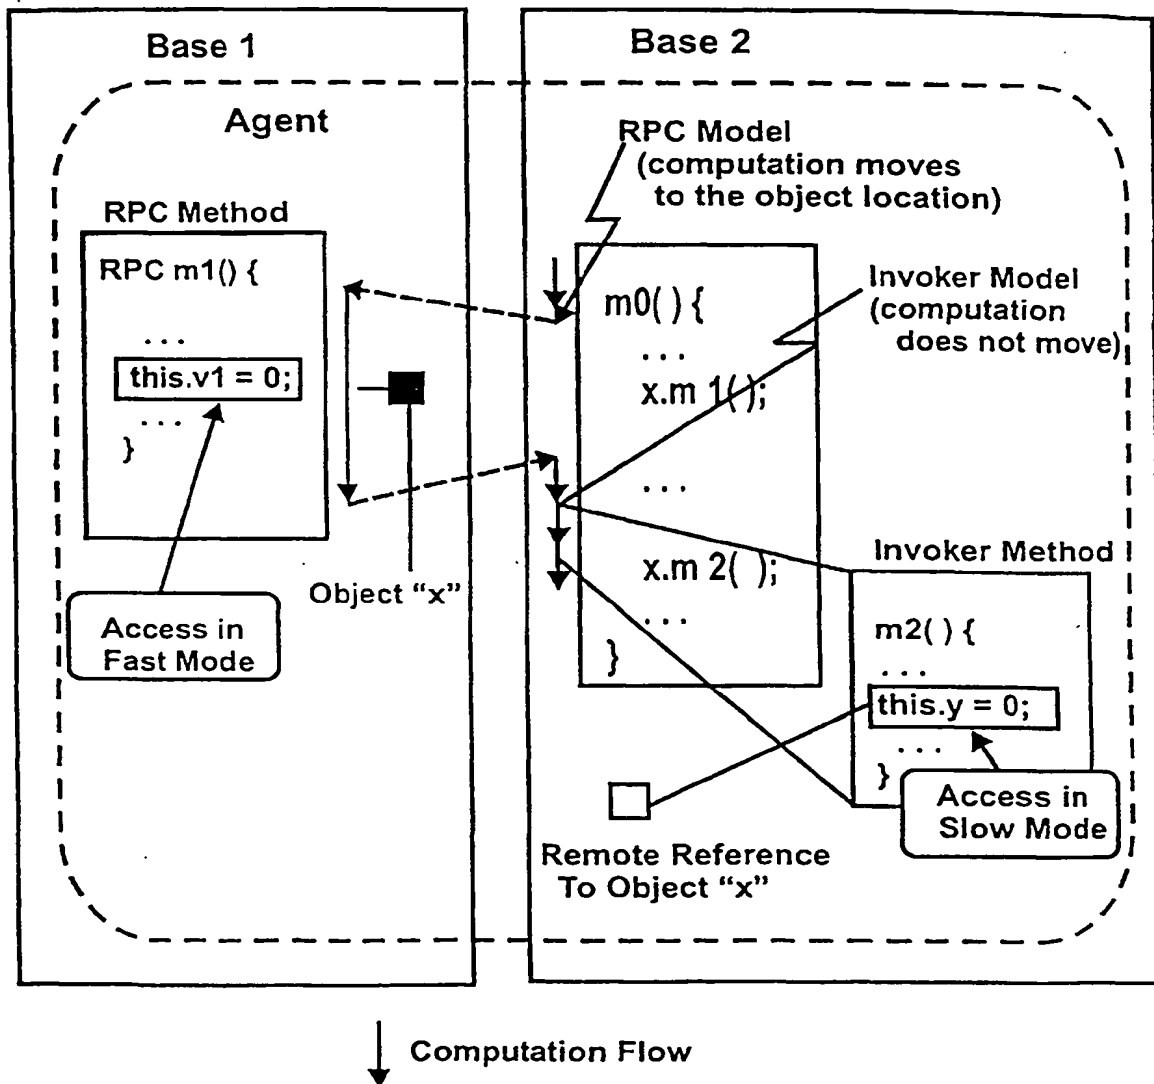 Base 1
Base 2
Agent
RPC Model
(computation moves
to the object location)
RPC Method
RPC m1() {
...
this.v1 = 0;
...
}
Object “x”
Access in
Fast Mode
m0( ) {
...
x.m 1( );
...
x.m 2( );
...
}
Invoker Model
(computation
does not move)
Invoker Method
m2( ) {
...
this.y = 0;
...
}
Access in
Slow Mode
Remote Reference
To Object “x”
Computation Flow